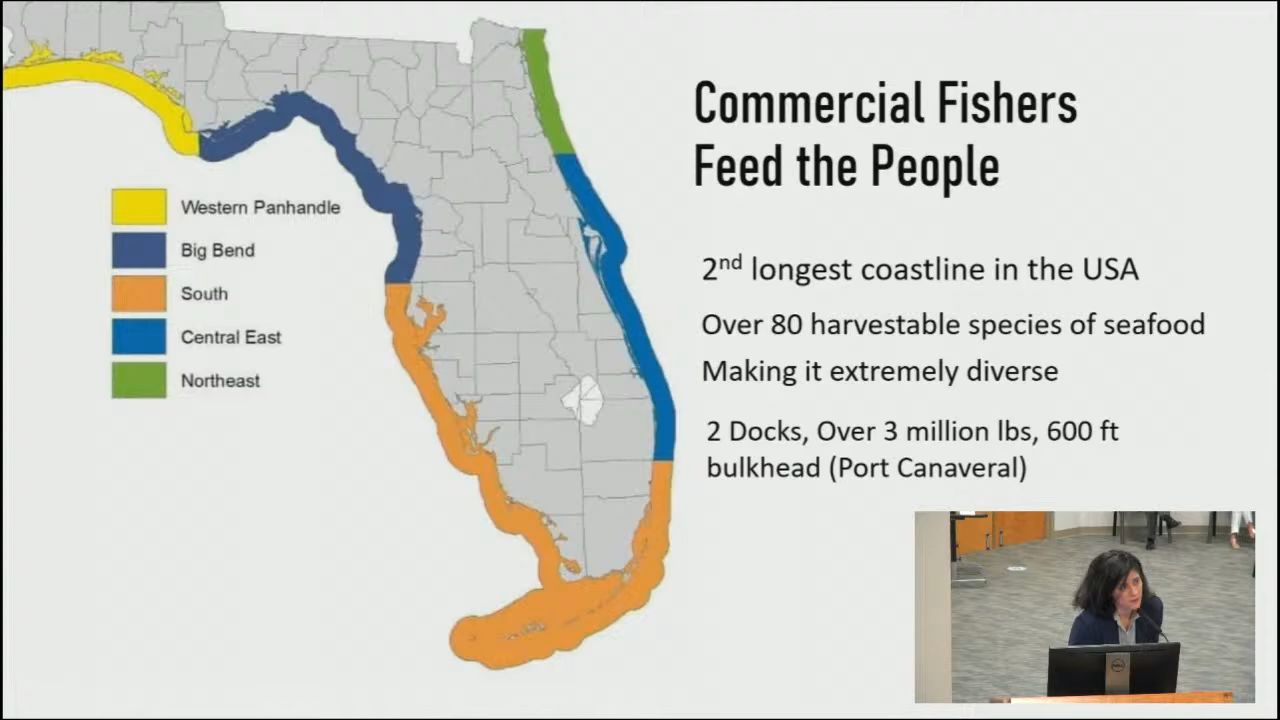 Commercial Fishers
Feed the People
2nd longest coastline in the USA
Over 80 harvestable species of seafood
Making it extremely diverse
2 Docks, Over 3 million lbs, 600 ft
bulkhead (Port Canaveral)
Western Panhandle
Big Bend
South
Central East
Northeast
DELL